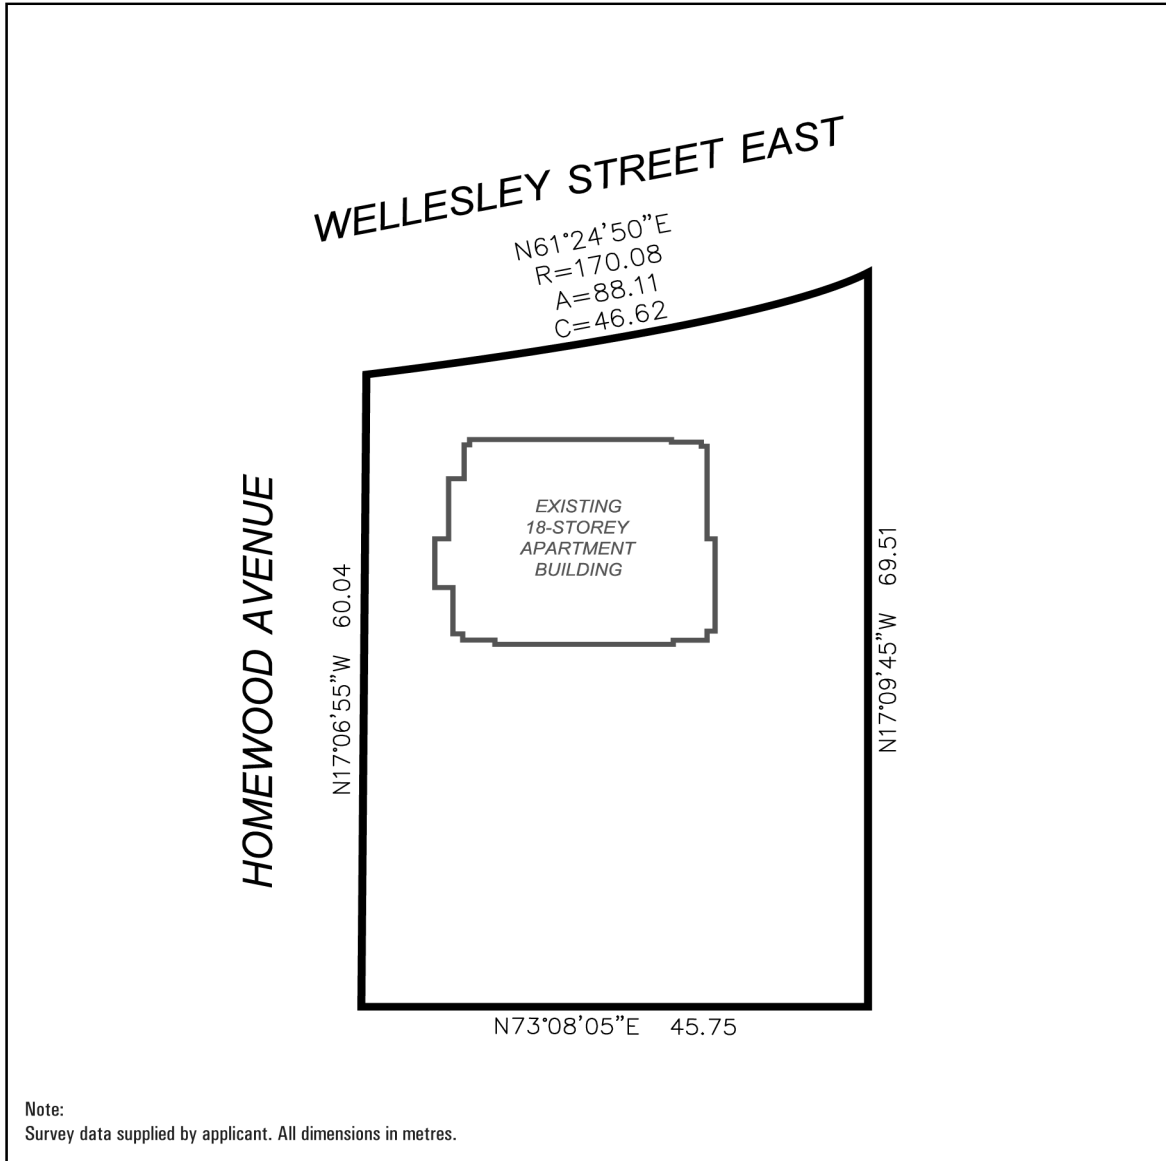 WELLESLEY STREET EAST
N61°24'50”E
R=170.08
A=88.11
C=46.62
EXISTING
18-STOREY
APARTMENT
BUILDING
HOMEWOOD AVENUE
N17°06'55”W 60.04
N17°09'45”W 69.51
N73°08'05”E 45.75
Note:
Survey data supplied by applicant. All dimensions in metres.